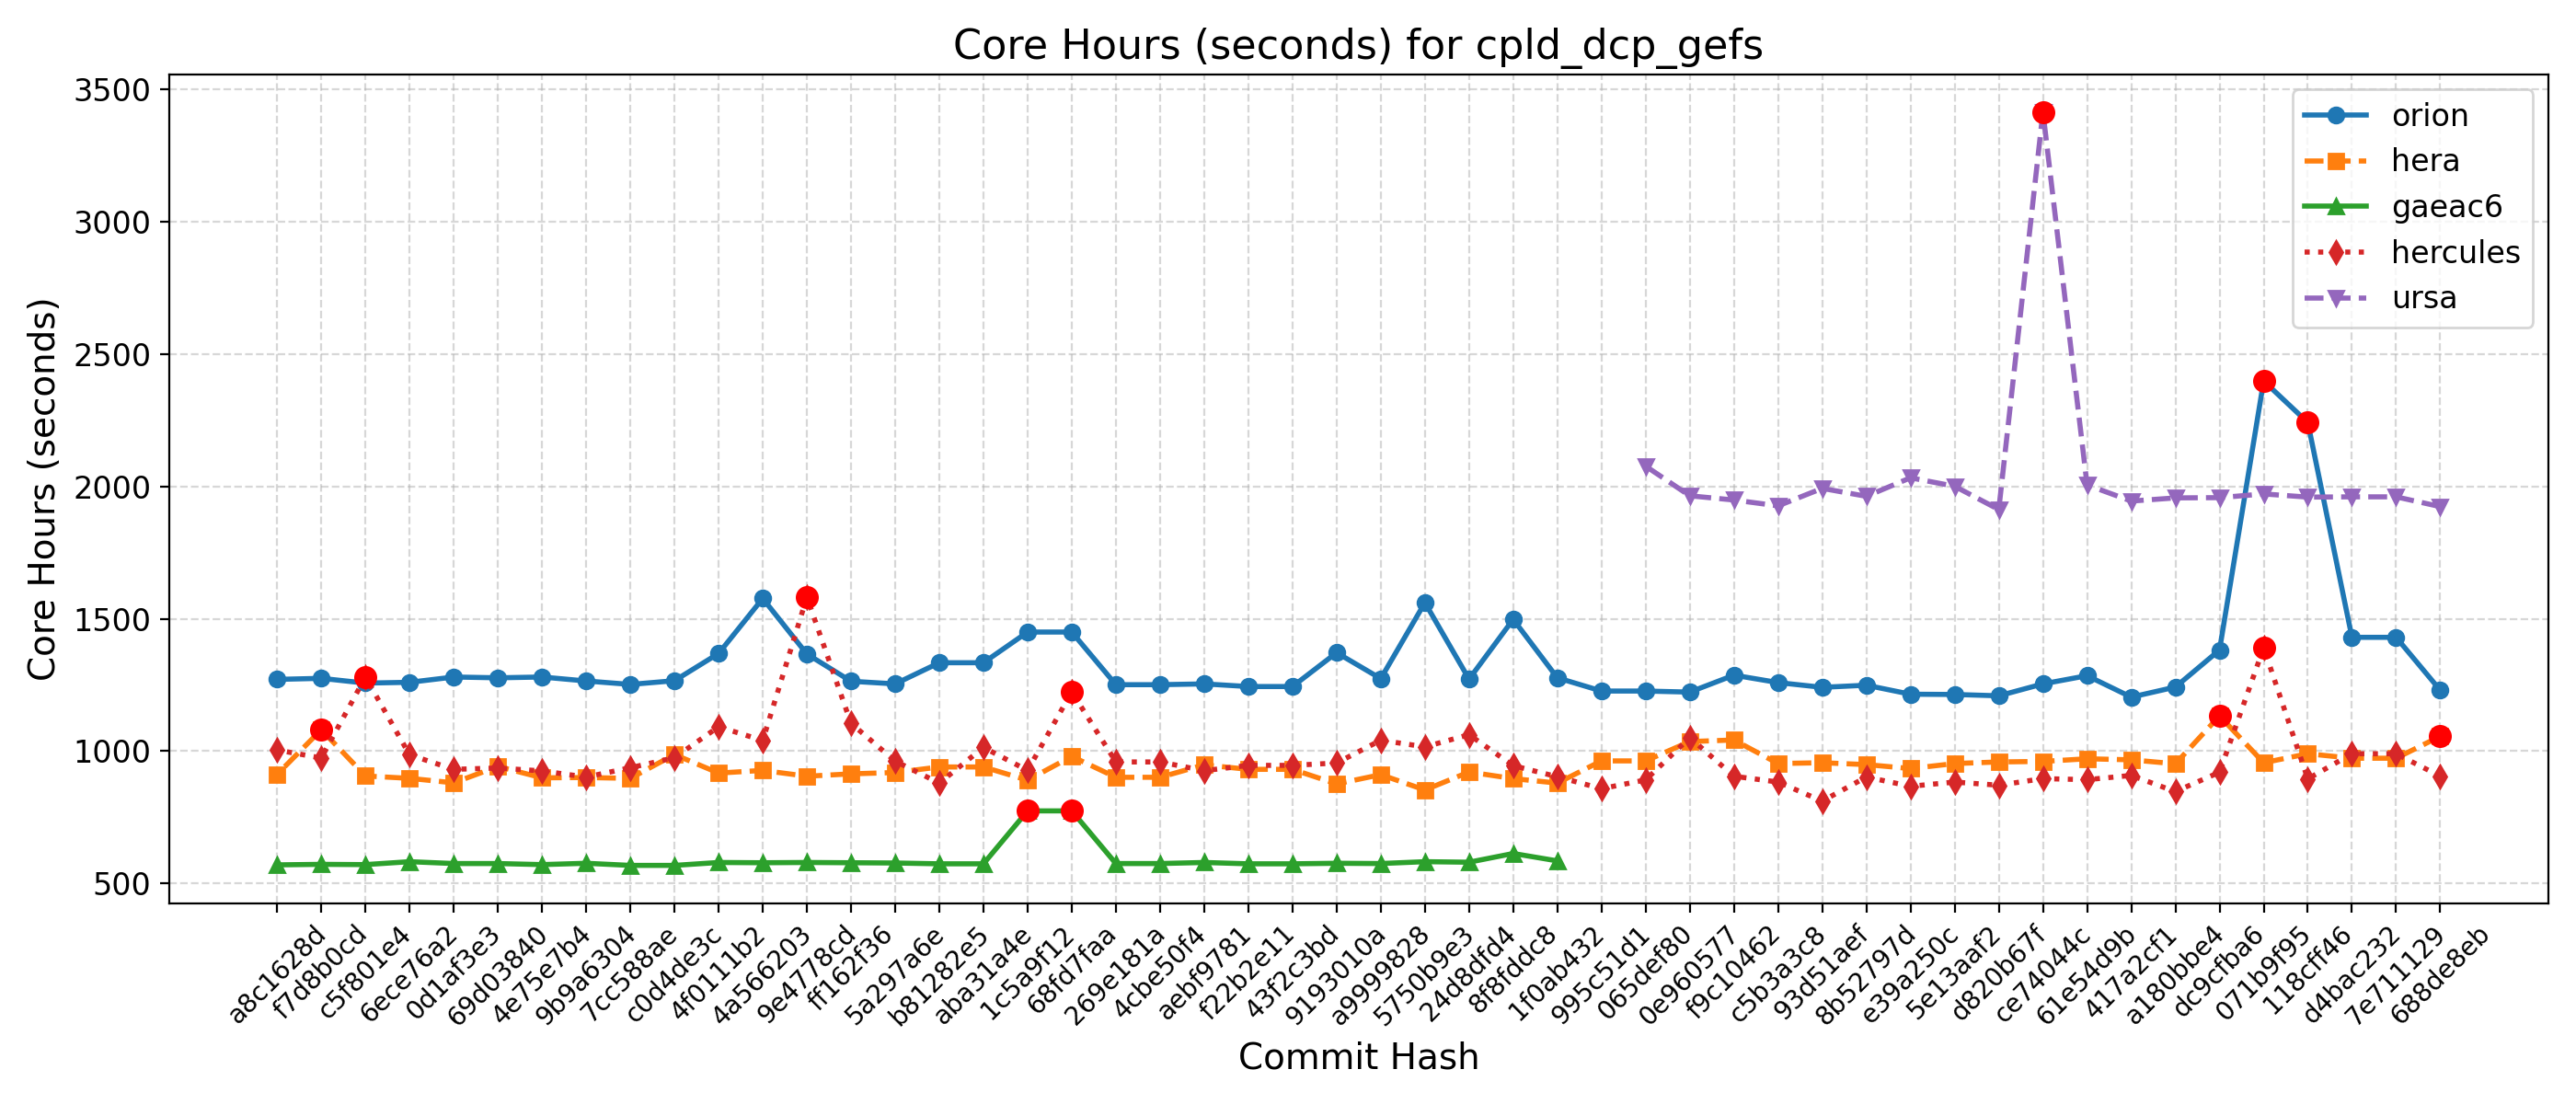 Core Hours (seconds) for cpld_dcp_gefs
3500
3000
2500
2000
1500
1000
500
Core Hours (seconds)
orion
hera
gaeac6
hercules
ursa
a8c1628d
f7d8b0cd
c5f801e4
6ece76a2
0d1af3e3
69d03840
4e75e7b4
9b9a6304
7cc588ae
c0d4de3c
4f0111b2
4a566203
9e4778cd
ff162f36
5a297a6e
b81282e5
aba31a4e
1c5a9f12
68fd7faa
269e181a
4cbe50f4
aebf9781
f22b2e11
43f2c3bd
9193010a
a9999828
5750b9e3
24d8dfd4
8f8fddc8
1f0ab432
995c51d1
065def80
0e960577
f9c10462
c5b3a3c8
93d51aef
8b52797d
e39a250c
5e13aaf2
d820b67f
ce74044c
61e54d9b
417a2cf1
a180bbe4
dc9cfba6
071b9f95
118cff46
d4bac232
7e711129
688de8eb
Commit Hash